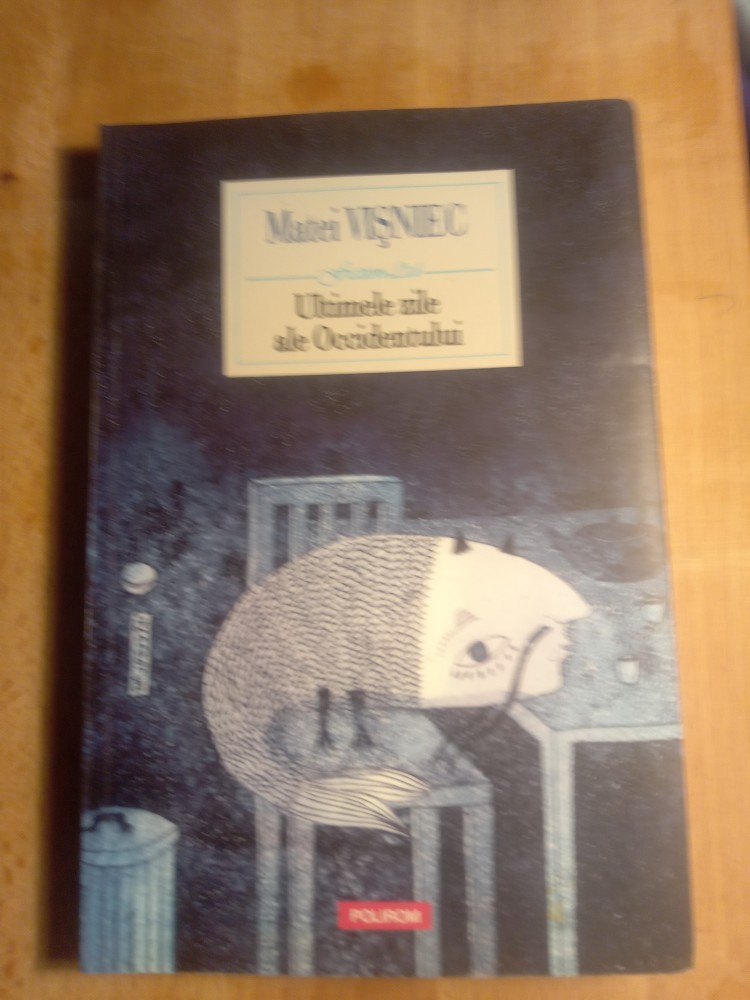 Matei VIŞNIEC
Ultimele zile
ale Occidentului
POLIROM